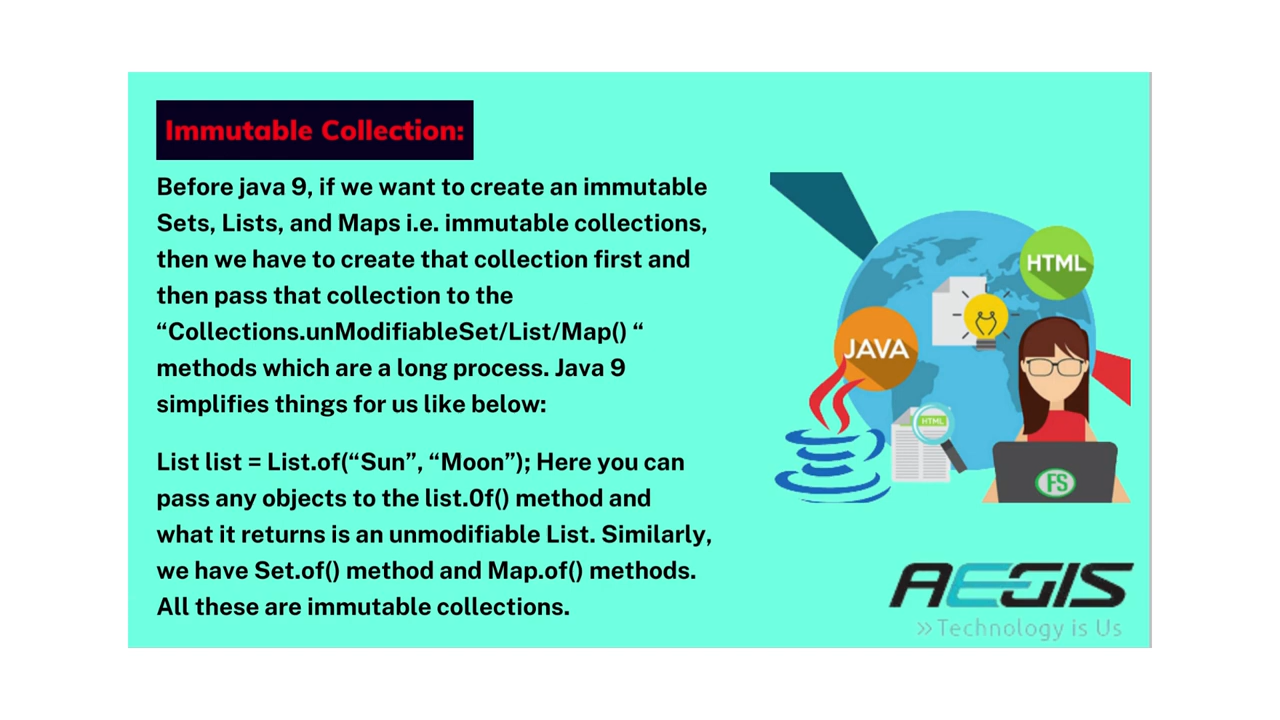 Immutable Collection:
Before java 9, if we want to create an immutable
Sets, Lists, and Maps i.e. immutable collections,
then we have to create that collection first and
then pass that collection to the
“Collections.unModifiableSet/List/Map() “
methods which are a long process. Java 9
simplifies things for us like below:
List list = List.of(“Sun”, “Moon”); Here you can
pass any objects to the list.0f() method and
what it returns is an unmodifiable List. Similarly,
we have Set.of() method and Map.of() methods.
All these are immutable collections.
HTML
JAVA
HTML
FS
AEGIS
»Technology is Us